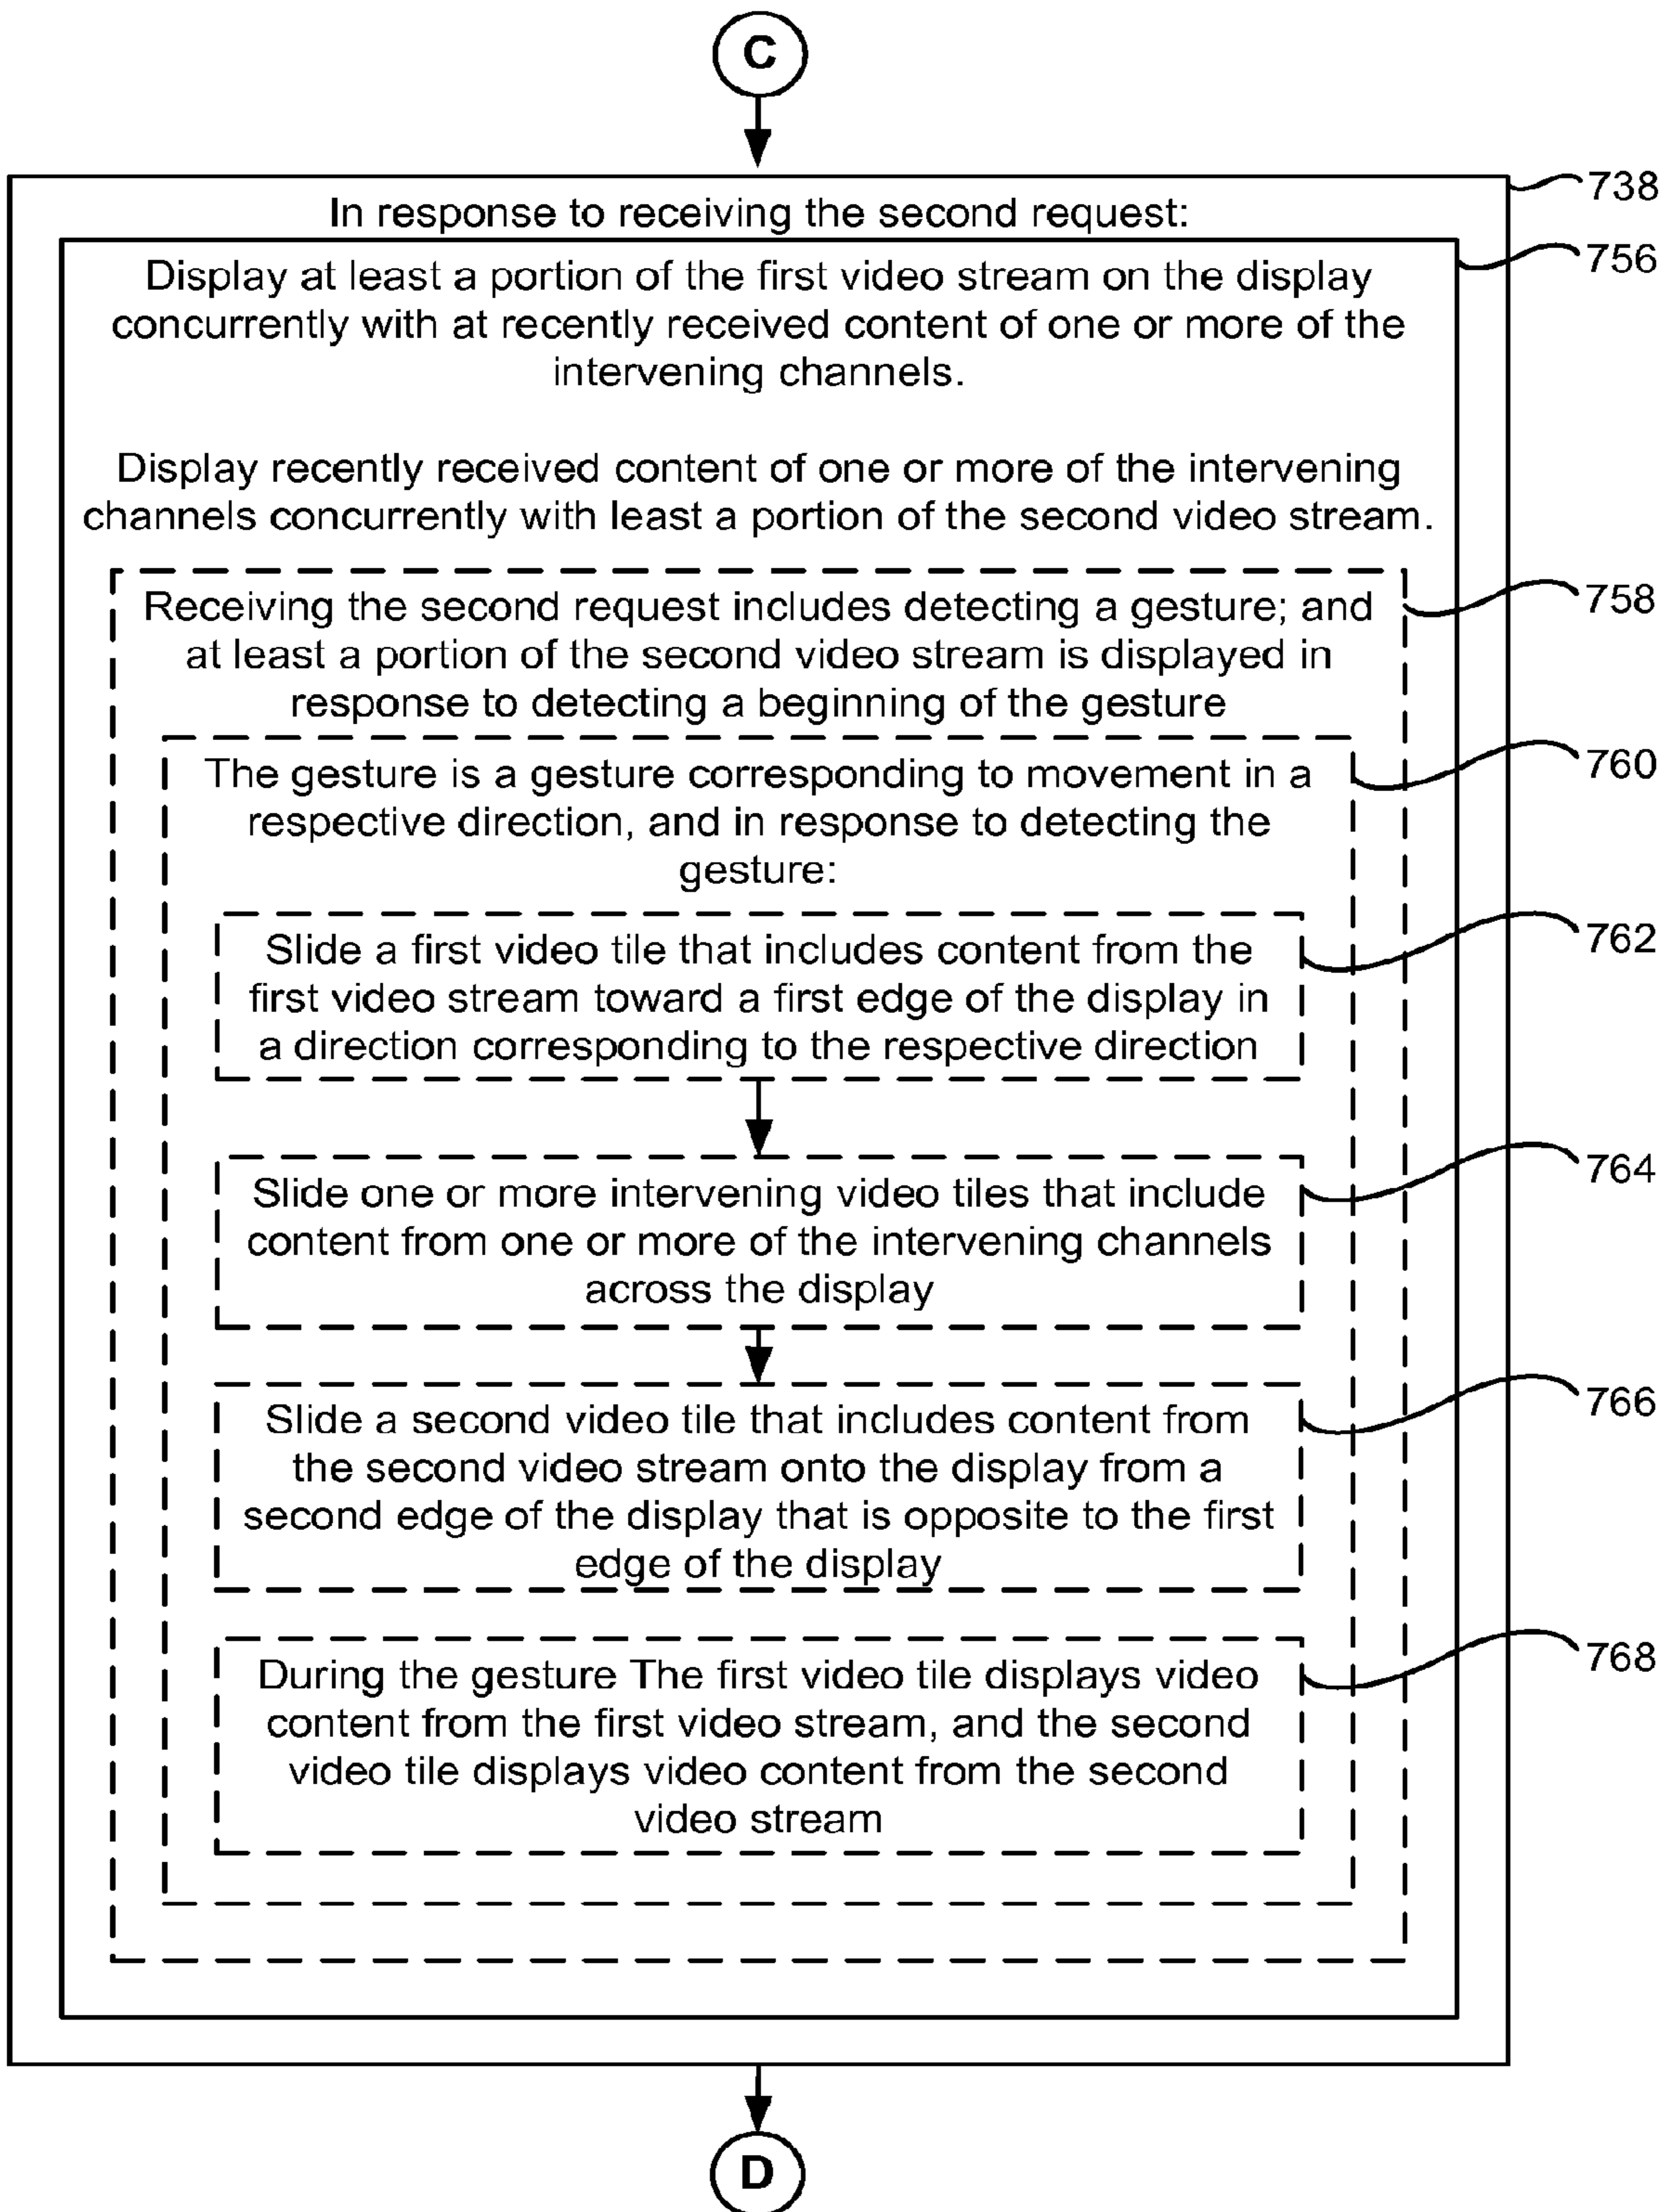 C
738
In response to receiving the second request:
756
Display at least a portion of the first video stream on the display
concurrently with at recently received content of one or more of the
intervening channels.
Display recently received content of one or more of the intervening
channels concurrently with least a portion of the second video stream.
758
Receiving the second request includes detecting a gesture; and
at least a portion of the second video stream is displayed in
response to detecting a beginning of the gesture
760
The gesture is a gesture corresponding to movement in a
respective direction, and in response to detecting the
gesture:
762
Slide a first video tile that includes content from the
first video stream toward a first edge of the display in
a direction corresponding to the respective direction
764
Slide one or more intervening video tiles that include
content from one or more of the intervening channels
across the display
766
Slide a second video tile that includes content from
the second video stream onto the display from a
second edge of the display that is opposite to the first
edge of the display
768
During the gesture The first video tile displays video
content from the first video stream, and the second
video tile displays video content from the second
video stream
D